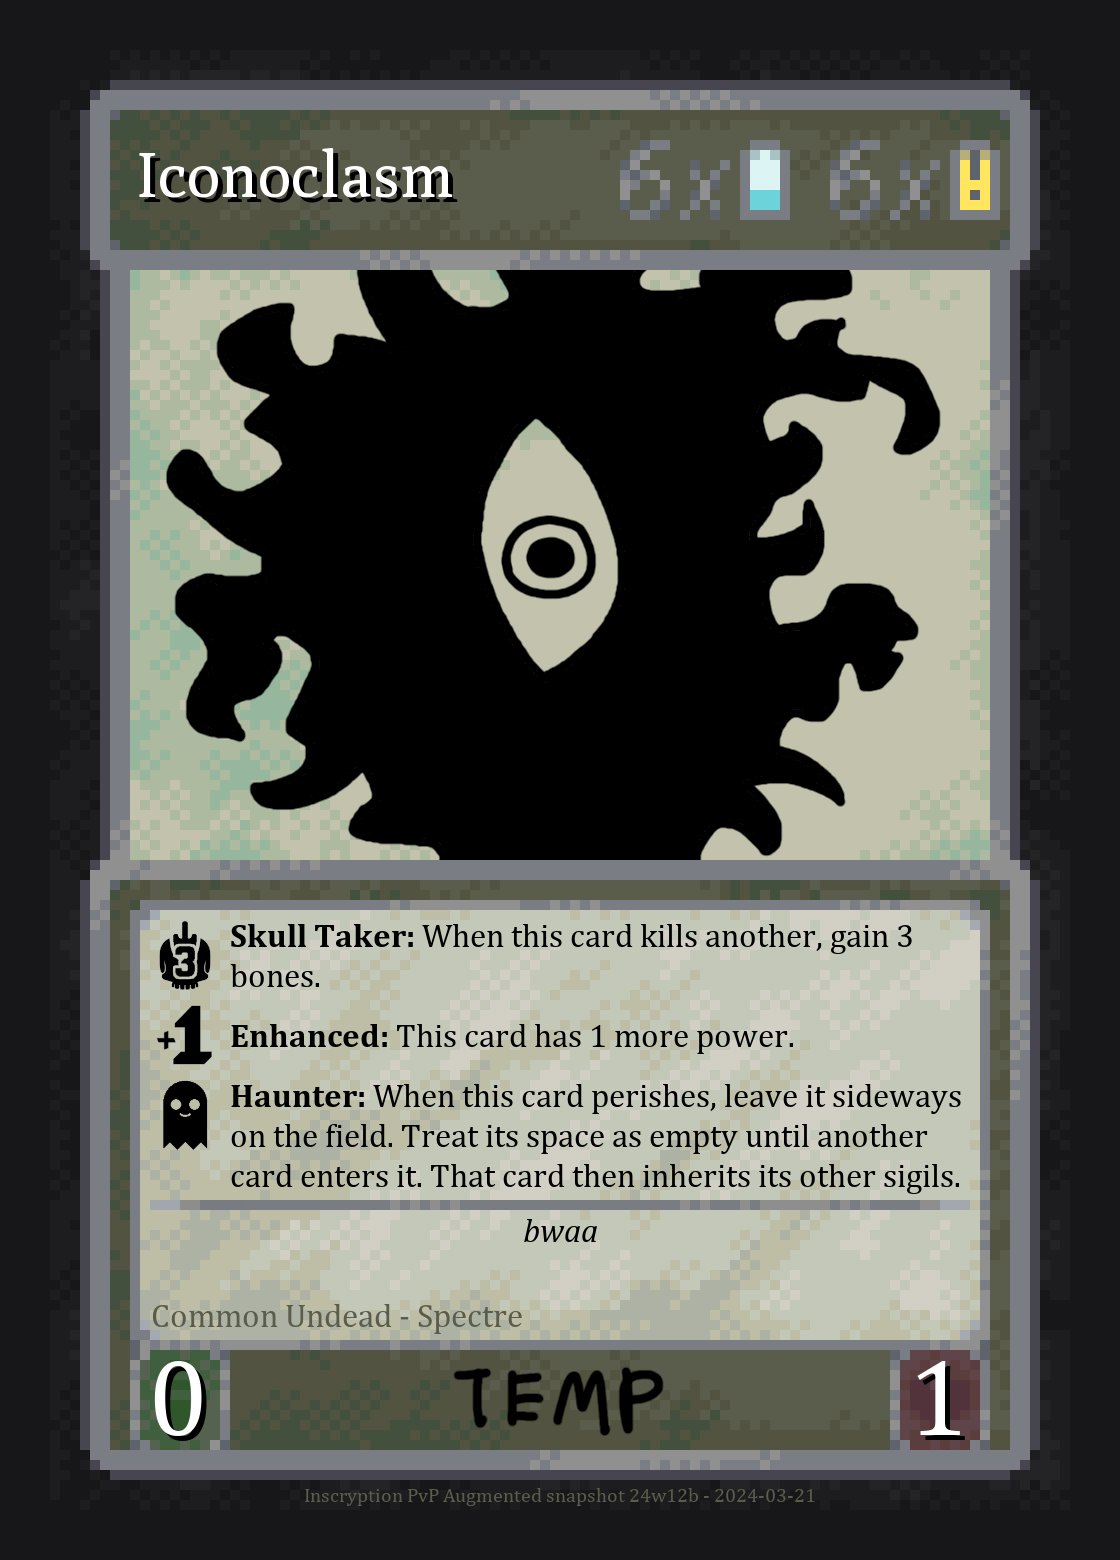 Iconoclasm 6x 6x
Skull Taker: When this card kills another, gain 3
bones.
Enhanced: This card has 1 more power.
Haunter: When this card perishes, leave it sideways
on the field. Treat its space as empty until another
card enters it. That card then inherits its other sigils.
3
+1
bwaa
Common Undead - Spectre
0 TEMP 1
Inscryption PvP Augmented snapshot 24w12b - 2024-03-21